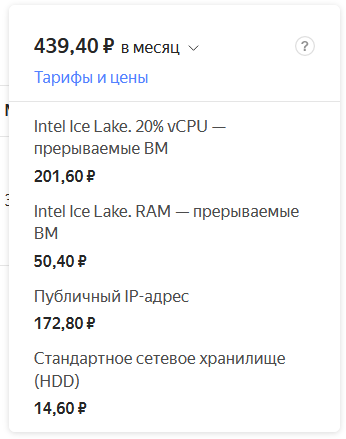 439,40 ₽ в месяц
?
Тарифы и цены
Intel Ice Lake. 20% vCPU —
прерываемые ВМ
201,60 ₽
Intel Ice Lake. RAM — прерываемые
ВМ
50,40 ₽
Публичный IP-адрес
172,80 ₽
Стандартное сетевое хранилище
(HDD)
14,60 ₽